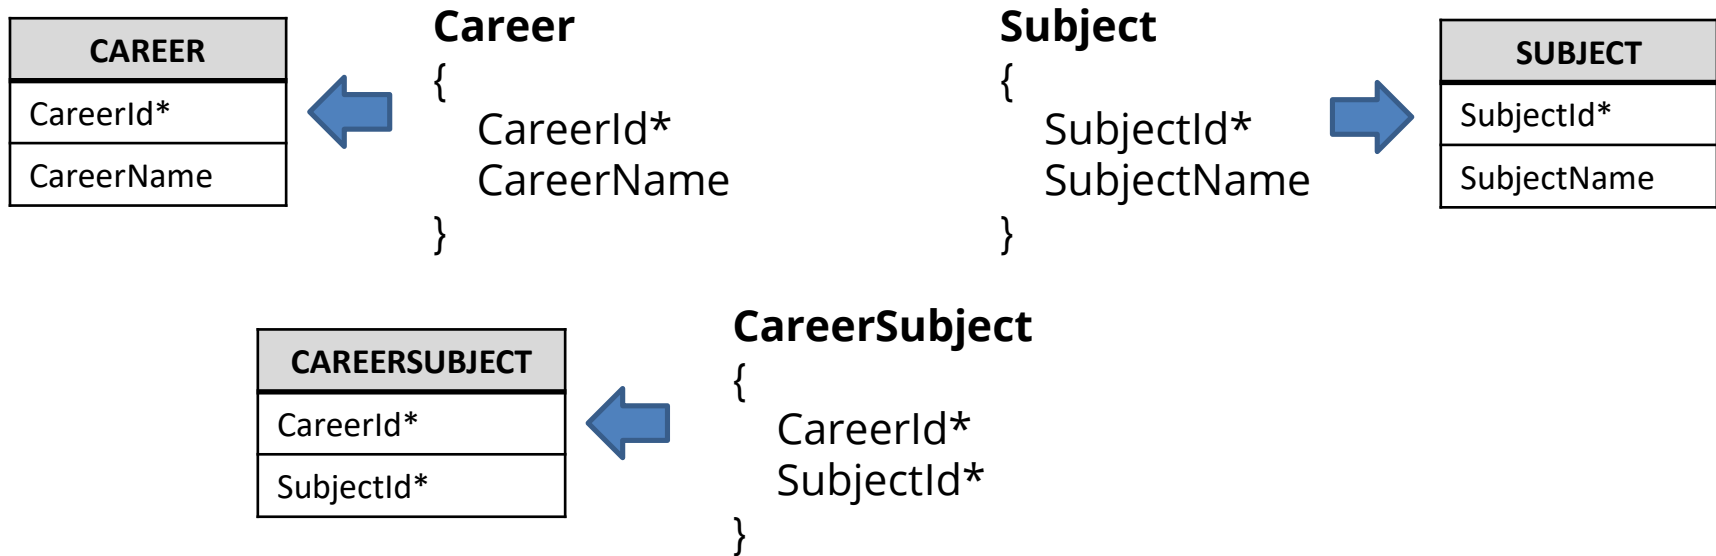 CAREER
CareerId*
CareerName
Career
{
CareerId*
CareerName
}
Subject
{
SubjectId*
SubjectName
}
SUBJECT
SubjectId*
SubjectName
CAREERSUBJECT
CareerId*
SubjectId*
CareerSubject
{
CareerId*
SubjectId*
}